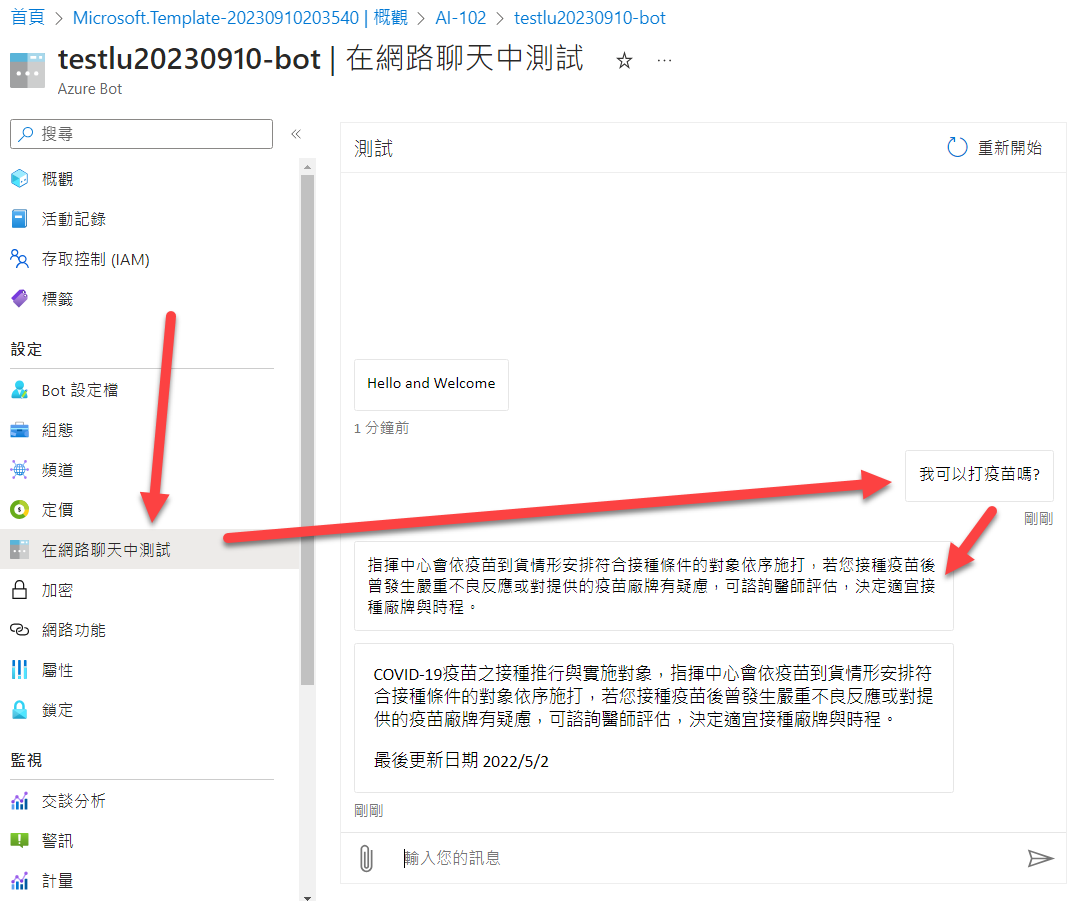 首頁 > Microsoft.Template-20230910203540 | 概觀 > AI-102 > testlu20230910-bot
testlu20230910-bot | 在網路聊天中測試
Azure Bot
搜尋
概觀
活動記錄
存取控制 (IAM)
標籤
設定
Bot 設定檔
組態
頻道
定價
在網路聊天中測試
加密
網路功能
屬性
鎖定
監視
交談分析
警訊
計量
測試
重新開始
Hello and Welcome
1 分鐘前
我可以打疫苗嗎?
剛剛
指揮中心會依疫苗到貨情形安排符合接種條件的對象依序施打，若您接種疫苗後
曾發生嚴重不良反應或對提供的疫苗廠牌有疑慮，可諮詢醫師評估，決定適宜接
種廠牌與時程。
COVID-19疫苗之接種推行與實施對象，指揮中心會依疫苗到貨情形安排符
合接種條件的對象依序施打，若您接種疫苗後曾發生嚴重不良反應或對提
供的疫苗廠牌有疑慮，可諮詢醫師評估，決定適宜接種廠牌與時程。
最後更新日期 2022/5/2
剛剛
輸入您的訊息